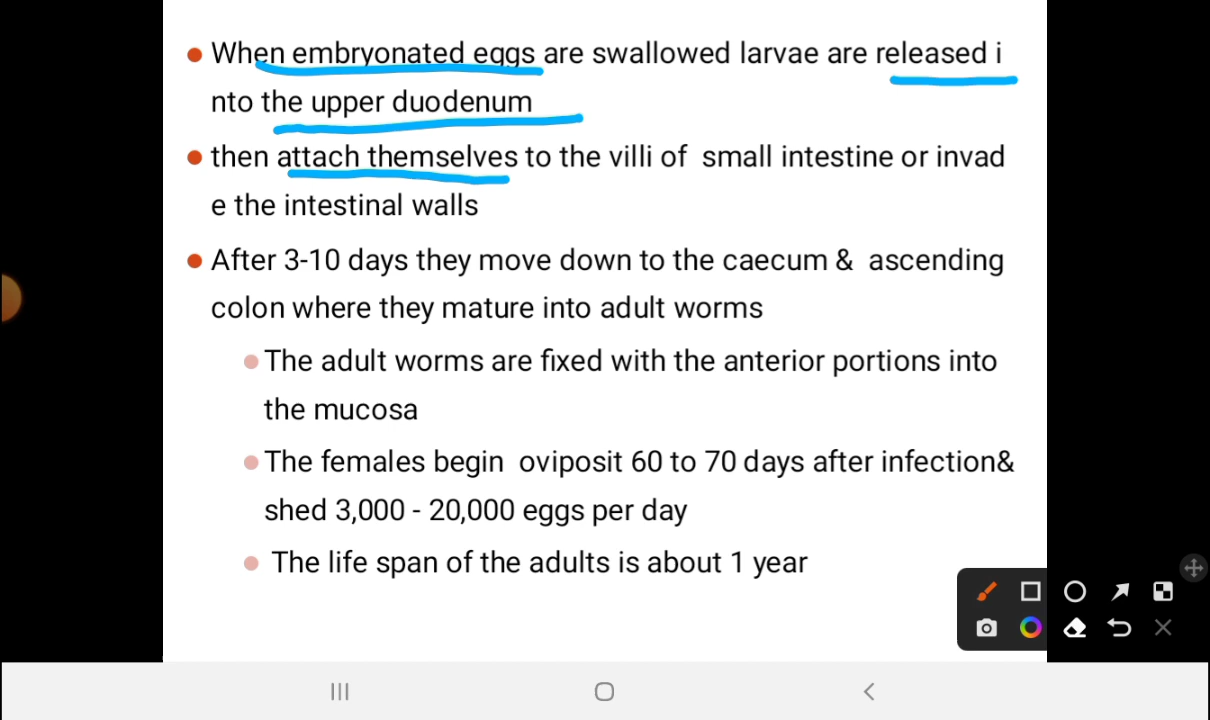 When embryonated eggs are swallowed larvae are released i
nto the upper duodenum
then attach themselves to the villi of small intestine or invad
e the intestinal walls
After 3-10 days they move down to the caecum & ascending
colon where they mature into adult worms
The adult worms are fixed with the anterior portions into
the mucosa
The females begin oviposit 60 to 70 days after infection&
shed 3,000 - 20,000 eggs per day
The life span of the adults is about 1 year